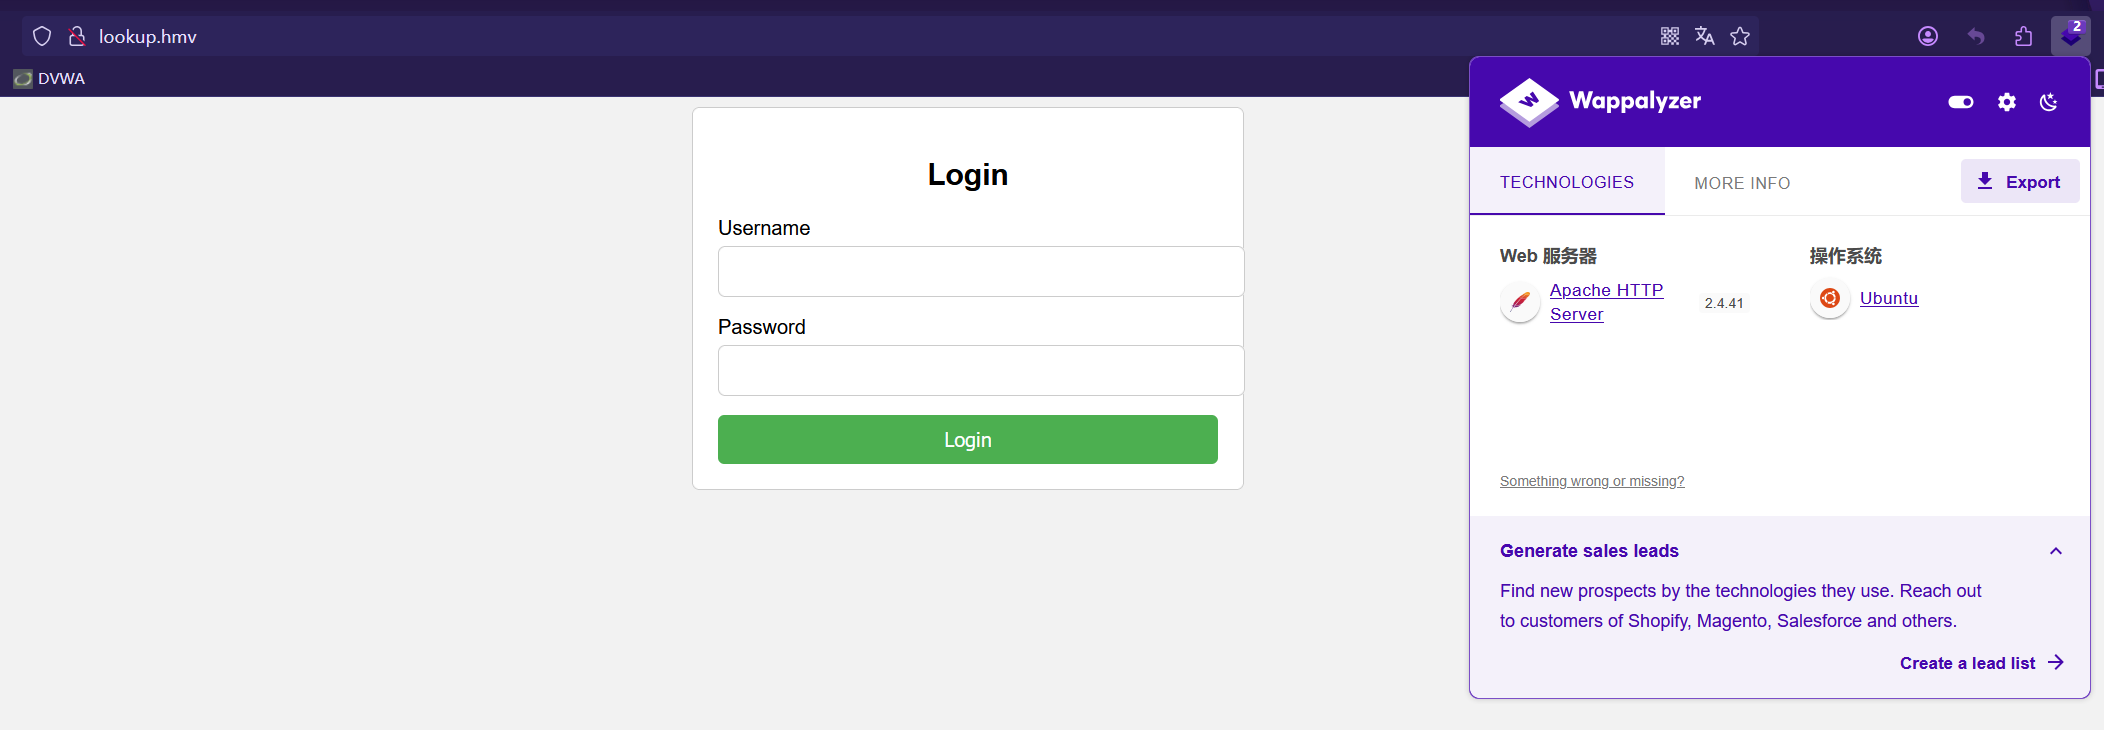 lookup.hmv
2
DVWA
Login
Username
Password
Login
W Wappalyzer
TECHNOLOGIES
MORE INFO
Export
Web 服务器
操作系统
Apache HTTP
Server
2.4.41
Ubuntu
Something wrong or missing?
Generate sales leads
Find new prospects by the technologies they use. Reach out
to customers of Shopify, Magento, Salesforce and others.
Create a lead list